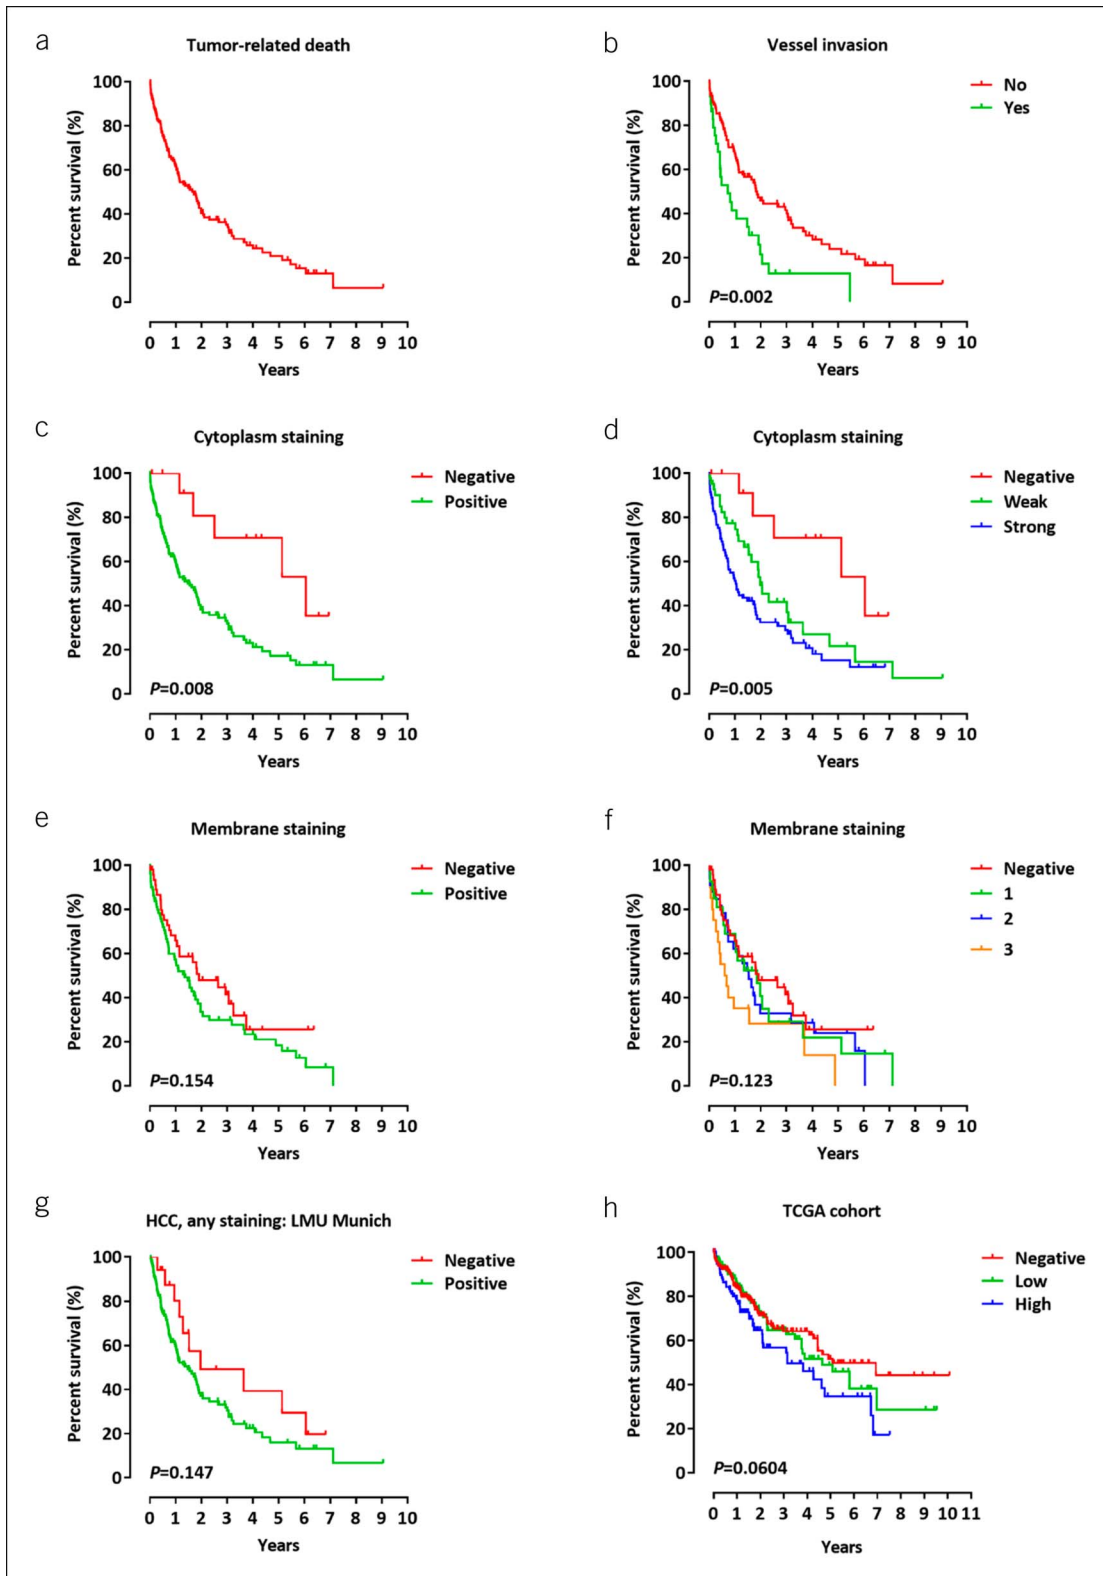 a
Tumor-related death
Percent survival (%)
100
80
60
40
20
0
0 1 2 3 4 5 6 7 8 9 10
Years
b
Vessel invasion
Percent survival (%)
100
80
60
40
20
0
No
Yes
P=0.002
0 1 2 3 4 5 6 7 8 9 10
Years
c
Cytoplasm staining
Percent survival (%)
100
80
60
40
20
0
Negative
Positive
P=0.008
0 1 2 3 4 5 6 7 8 9 10
Years
d
Cytoplasm staining
Percent survival (%)
100
80
60
40
20
0
Negative
Weak
Strong
P=0.005
0 1 2 3 4 5 6 7 8 9 10
Years
e
Membrane staining
Percent survival (%)
100
80
60
40
20
0
Negative
Positive
P=0.154
0 1 2 3 4 5 6 7 8 9 10
Years
f
Membrane staining
Percent survival (%)
100
80
60
40
20
0
Negative
1
2
3
P=0.123
0 1 2 3 4 5 6 7 8 9 10
Years
g
HCC, any staining: LMU Munich
Percent survival (%)
100
80
60
40
20
0
Negative
Positive
P=0.147
0 1 2 3 4 5 6 7 8 9 10
Years
h
TCGA cohort
Percent survival (%)
100
80
60
40
20
0
Negative
Low
High
P=0.0604
0 1 2 3 4 5 6 7 8 9 10 11
Years